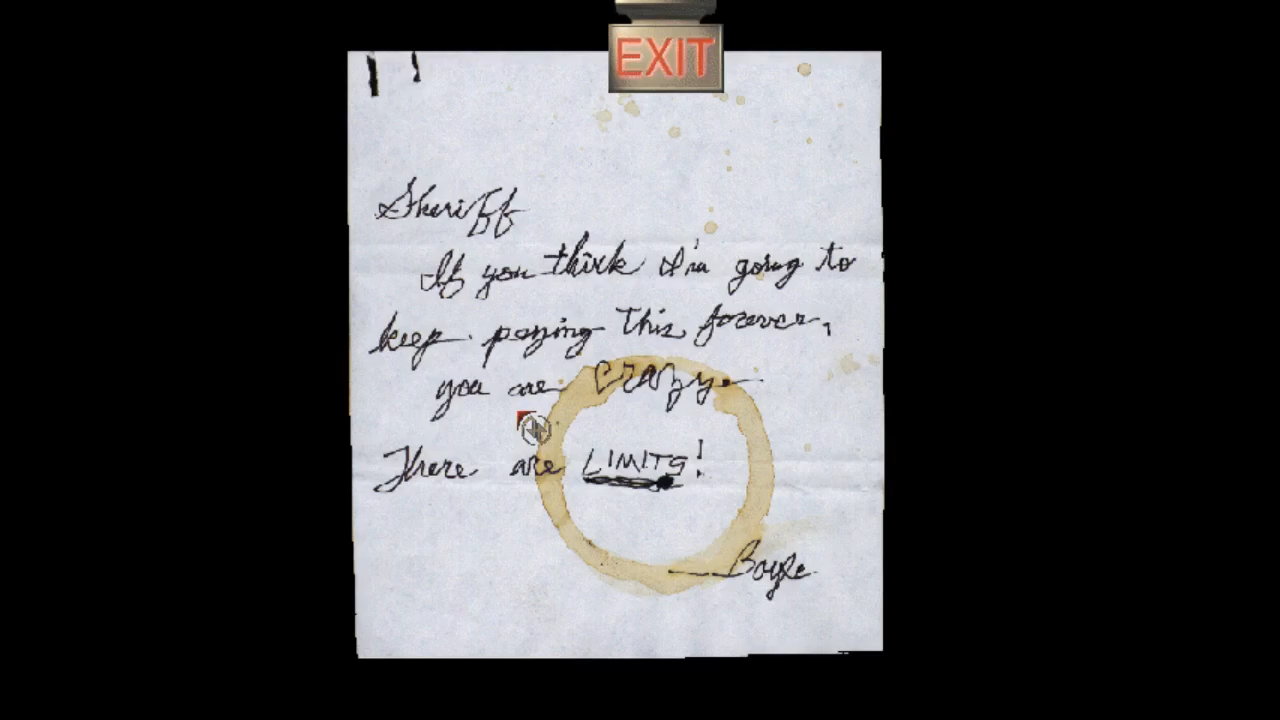 EXIT
Sheriff
If you think I'm going to
keep paying this forever,
you are crazy.
There are LIMITS!
—Boyle